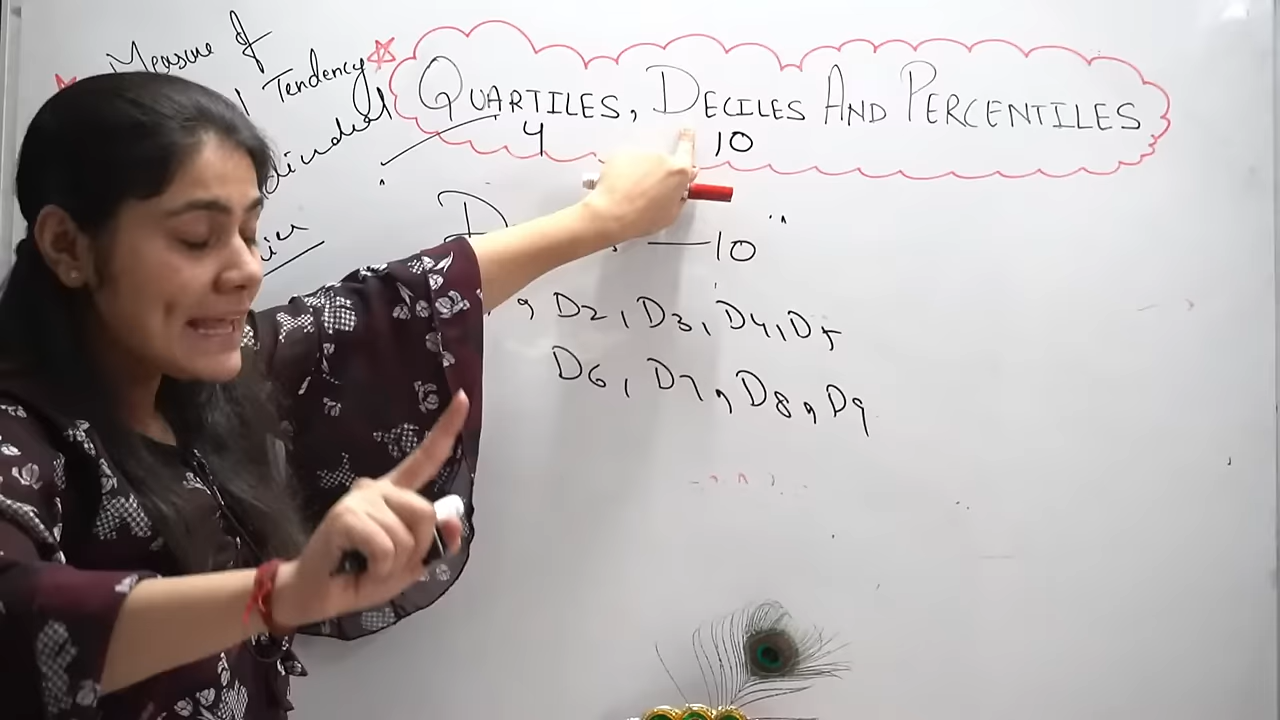 Measure of
Tendency
QUARTILES, DECILES AND PERCENTILES
4 10
D — 10
, D2, D3, D4, D5
D6, D7, D8, D9